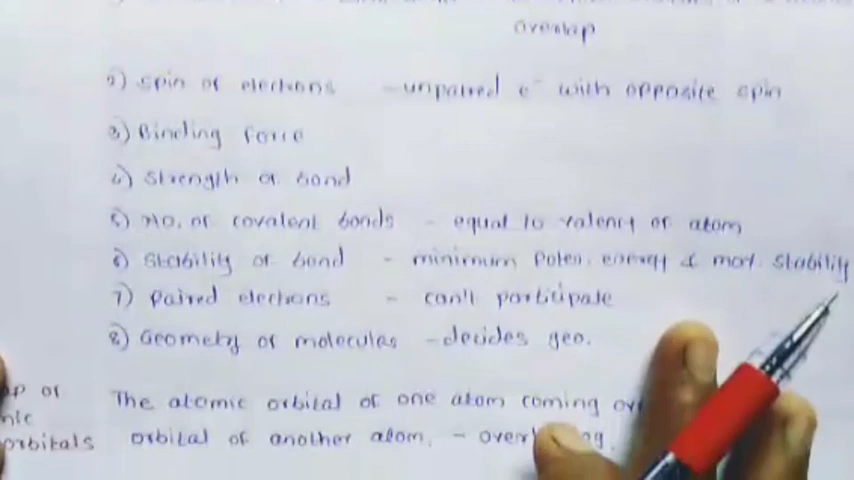 overlap
2) Spin of electrons - unpaired e⁻ with opposite spin
3) Binding force
4) Strength of bond
5) No. of covalent bonds - equal to valency of atom
6) Stability of bond - minimum poten. energy & max. stability
7) Paired electrons - can't participate
8) Geometry of molecules - decides geo.
The atomic orbital of one atom coming
orbitals orbital of another atom. -